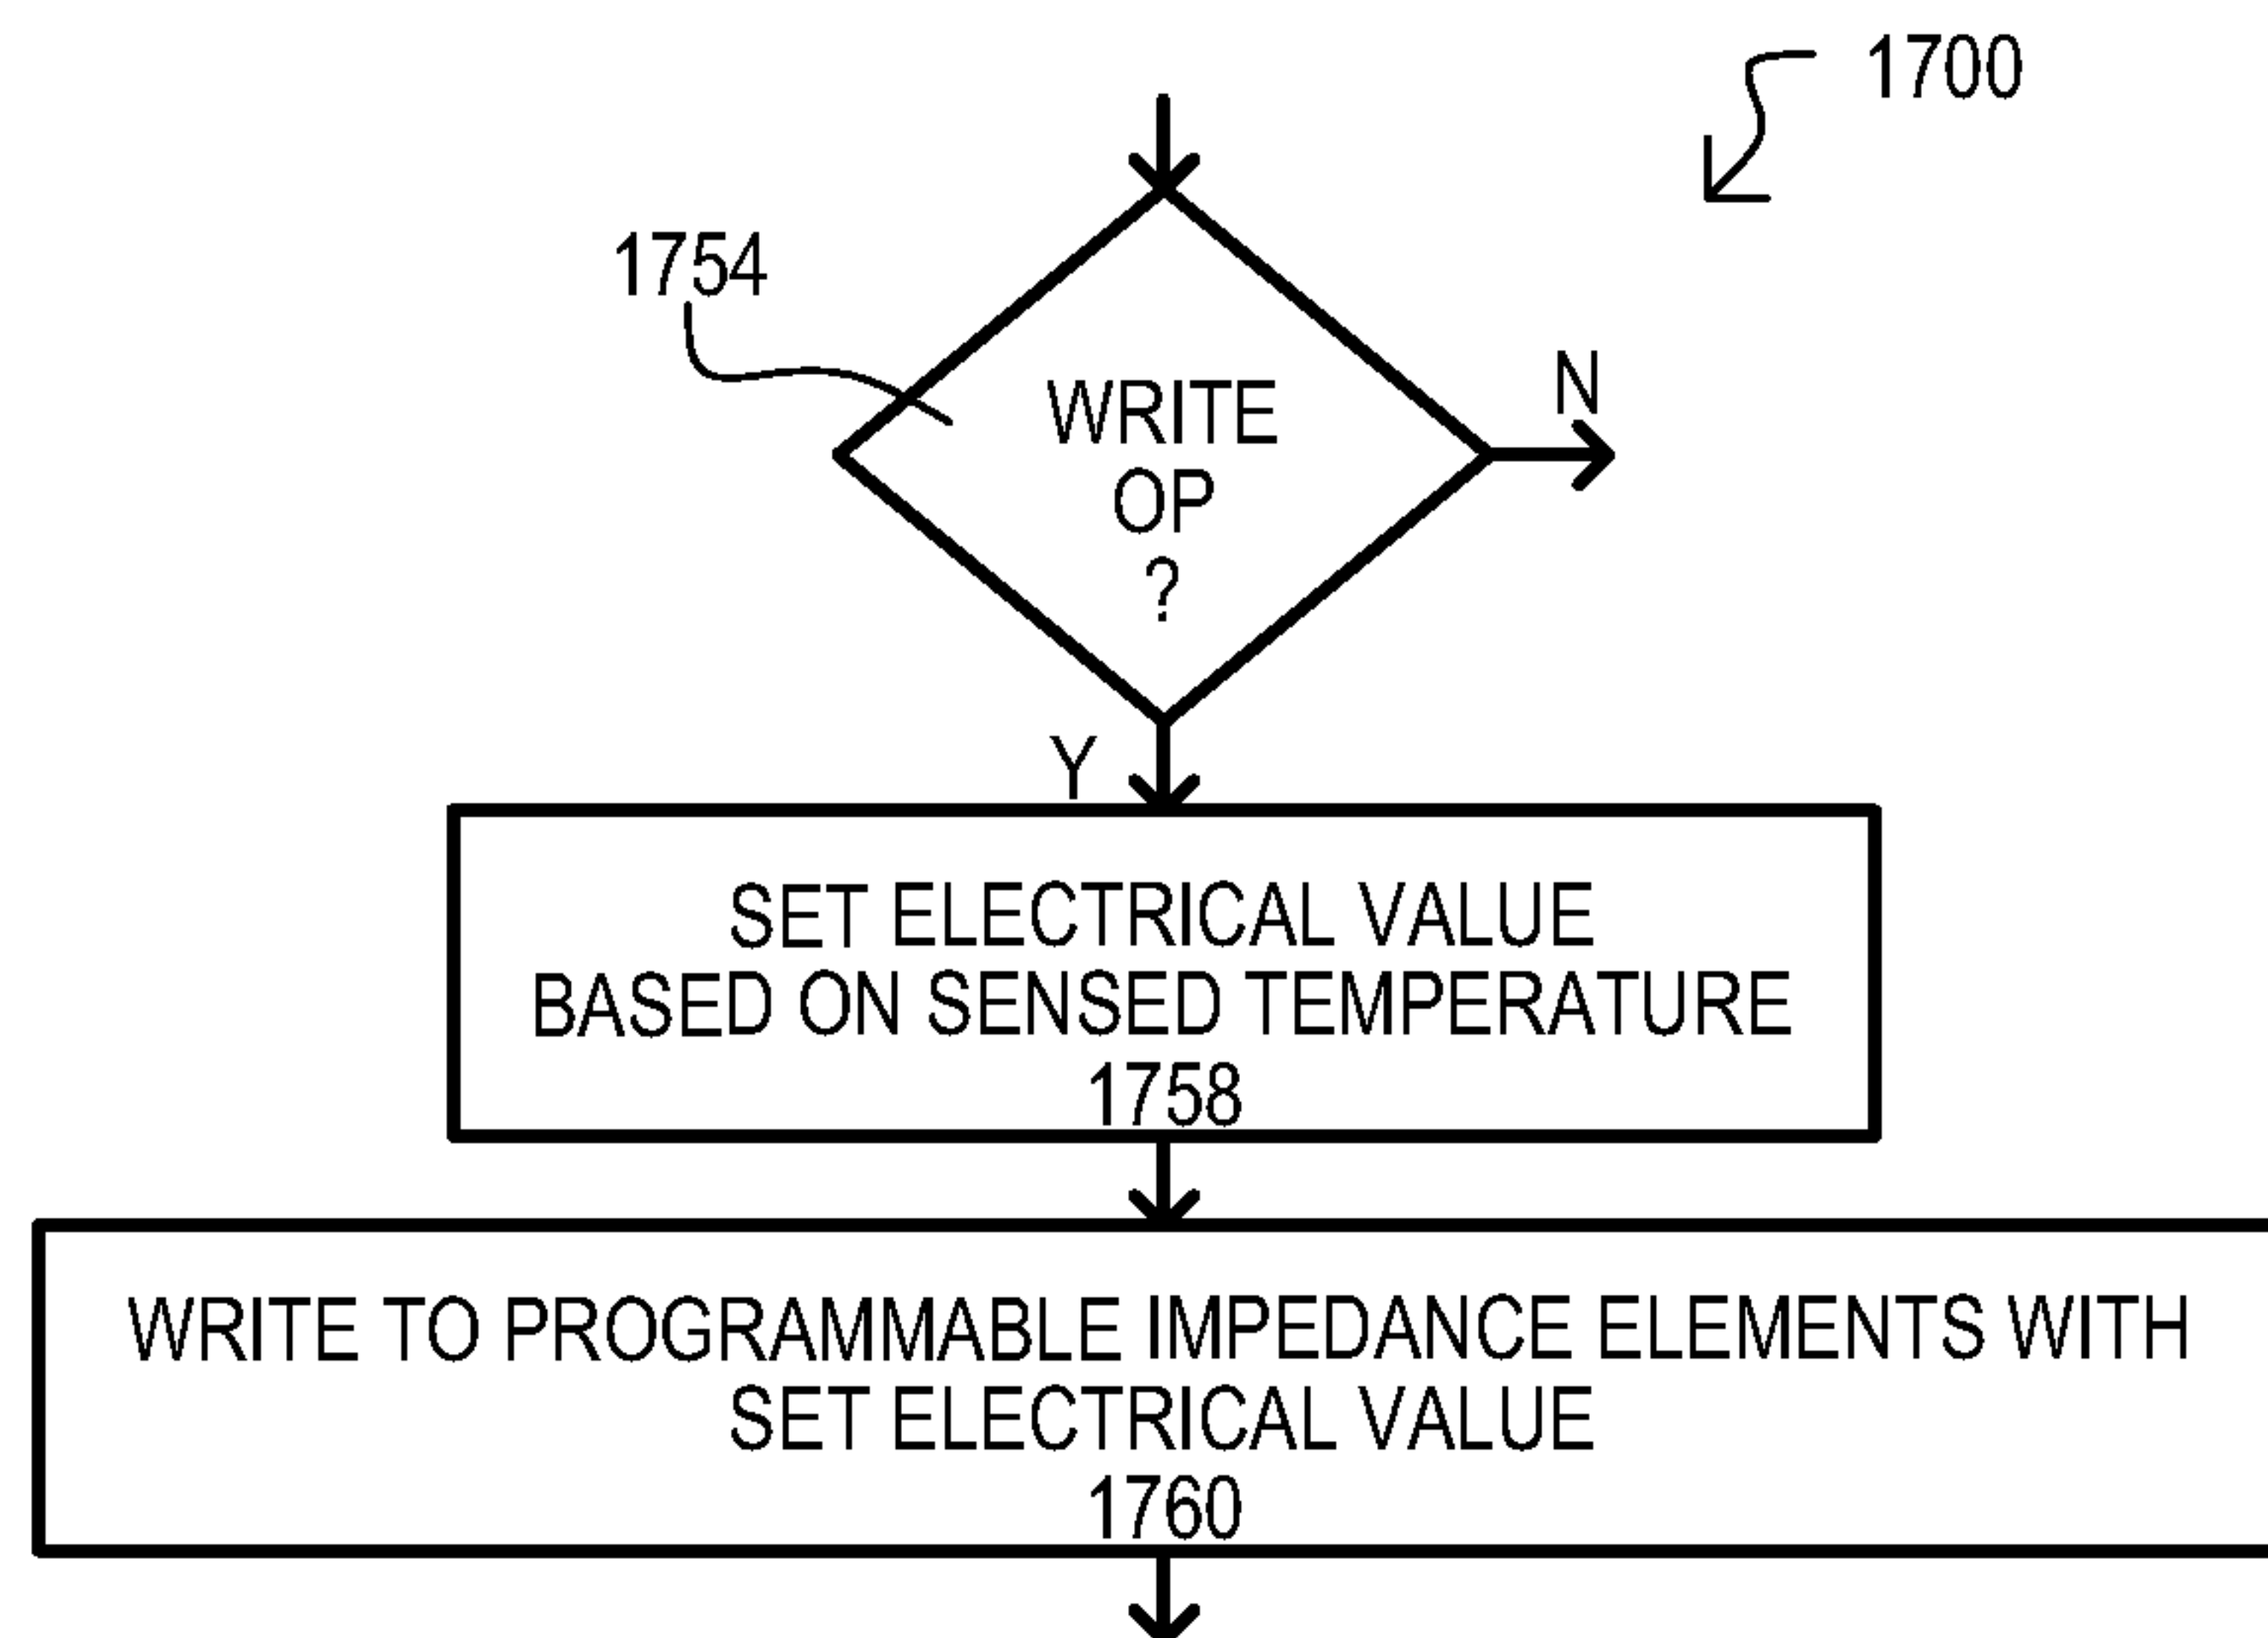 1700
1754
WRITE
OP
?
N
Y
SET ELECTRICAL VALUE
BASED ON SENSED TEMPERATURE
1758
WRITE TO PROGRAMMABLE IMPEDANCE ELEMENTS WITH
SET ELECTRICAL VALUE
1760